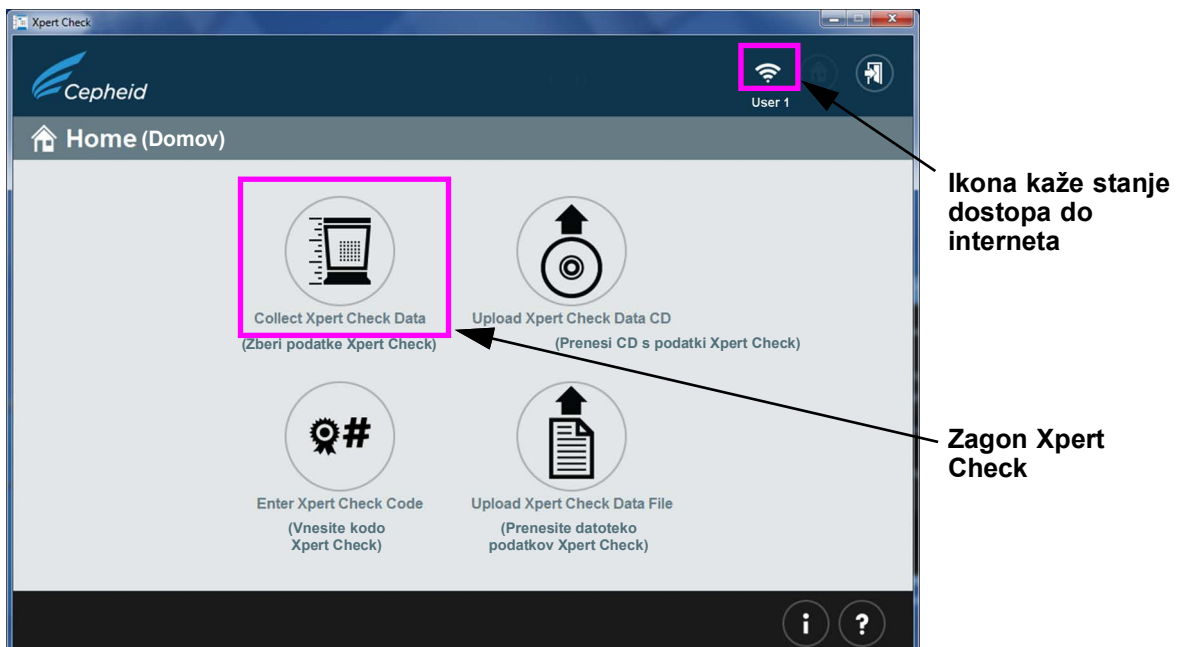 Xpert Check
Cepheid
User 1
Home (Domov)
Ikona kaže stanje
dostopa do
interneta
Collect Xpert Check Data
(Zberi podatke Xpert Check)
Upload Xpert Check Data CD
(Prenesi CD s podatki Xpert Check)
Zagon Xpert
Check
#
Enter Xpert Check Code
(Vnesite kodo
Xpert Check)
Upload Xpert Check Data File
(Prenesite datoteko
podatkov Xpert Check)
i
?